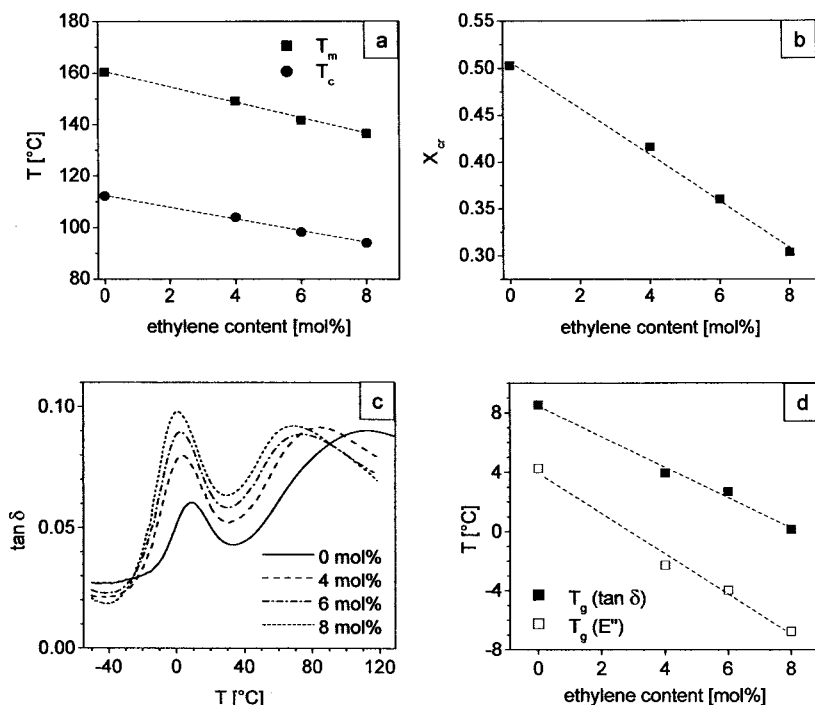 a
T_m
T_c
160
140
120
100
80
T [°C]
0 2 4 6 8
ethylene content [mol%]
b
0.50
0.45
0.40
0.35
0.30
X_cr
0 2 4 6 8
ethylene content [mol%]
c
0.10
0.05
0.00
tan δ
0 mol%
4 mol%
6 mol%
8 mol%
-40 0 40 80 120
T [°C]
d
8
4
0
-4
-8
T [°C]
T_g (tan δ)
T_g (E'')
0 2 4 6 8
ethylene content [mol%]